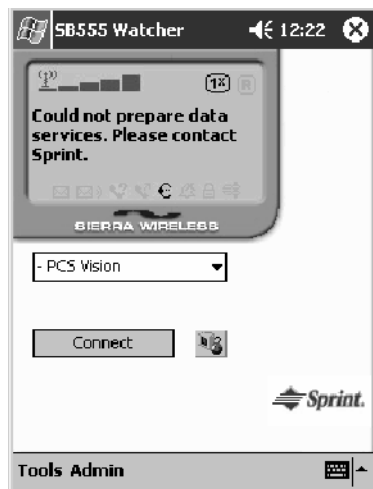 SB555 Watcher 12:22
1X R
Could not prepare data
services. Please contact
Sprint.
SIERRA WIRELESS
- PCS Vision
Connect
Sprint.
Tools Admin